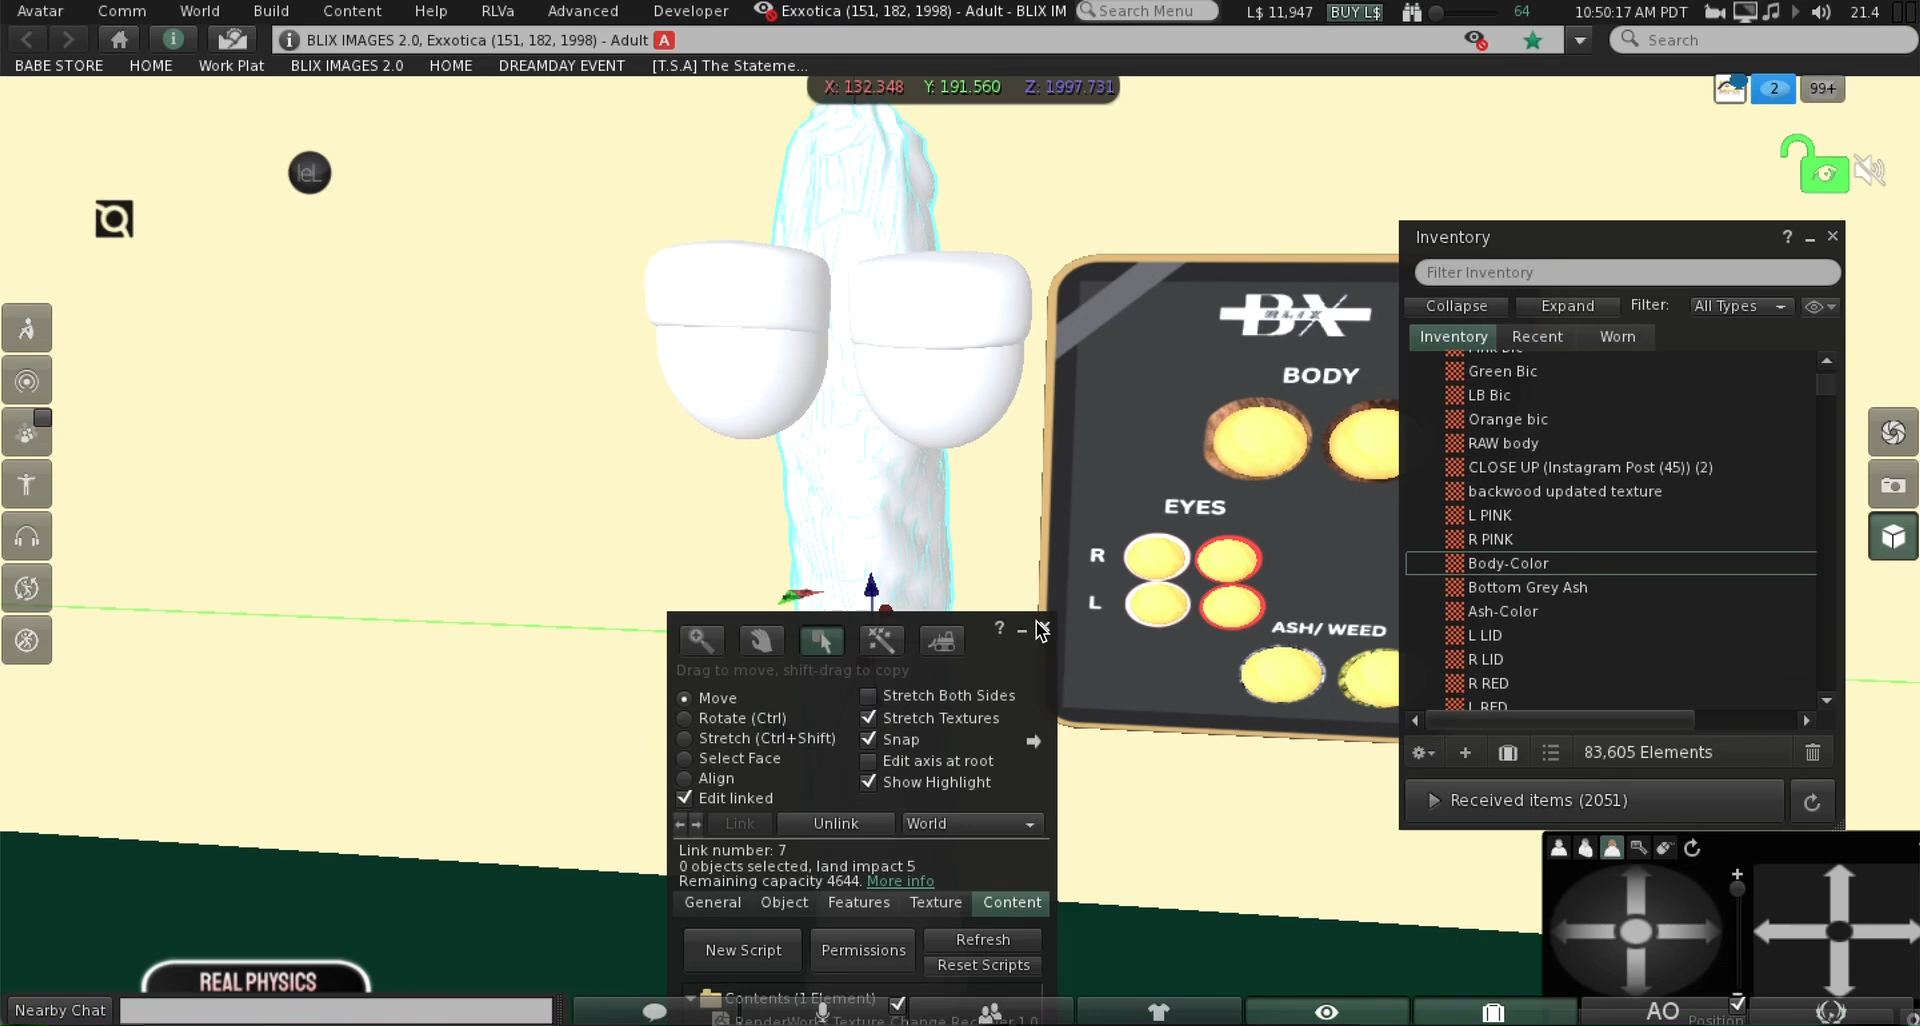 Avatar Comm World Build Content Help RLVa Advanced Developer Exxotica (151, 182, 1998) - Adult - BLIX IM Search Menu L$ 11,947 BUY L$ 64 10:50:17 AM PDT 21.4
BLIX IMAGES 2.0, Exxotica (151, 182, 1998) - Adult A Search
BABE STORE HOME Work Plat BLIX IMAGES 2.0 HOME DREAMDAY EVENT [T.S.A] The Stateme...
X: 132.348 Y: 191.560 Z: 1997.731
2 99+
leL
Inventory
Filter Inventory
Collapse Expand Filter: All Types
Inventory Recent Worn
Green Bic
LB Bic
Orange bic
RAW body
CLOSE UP (Instagram Post (45)) (2)
backwood updated texture
L PINK
R PINK
Body-Color
Bottom Grey Ash
Ash-Color
L LID
R LID
R RED
L RED
83,605 Elements
Received items (2051)
BX
BLIX
BODY
EYES
R
L
ASH/ WEED
Drag to move, shift-drag to copy
Move
Rotate (Ctrl)
Stretch (Ctrl+Shift)
Select Face
Align
Edit linked
Stretch Both Sides
Stretch Textures
Snap
Edit axis at root
Show Highlight
Link Unlink World
Link number: 7
0 objects selected, land impact 5
Remaining capacity 4644. More info
General Object Features Texture Content
New Script Permissions Refresh
Reset Scripts
Contents (1 Element)
REAL PHYSICS
Nearby Chat
AO Position